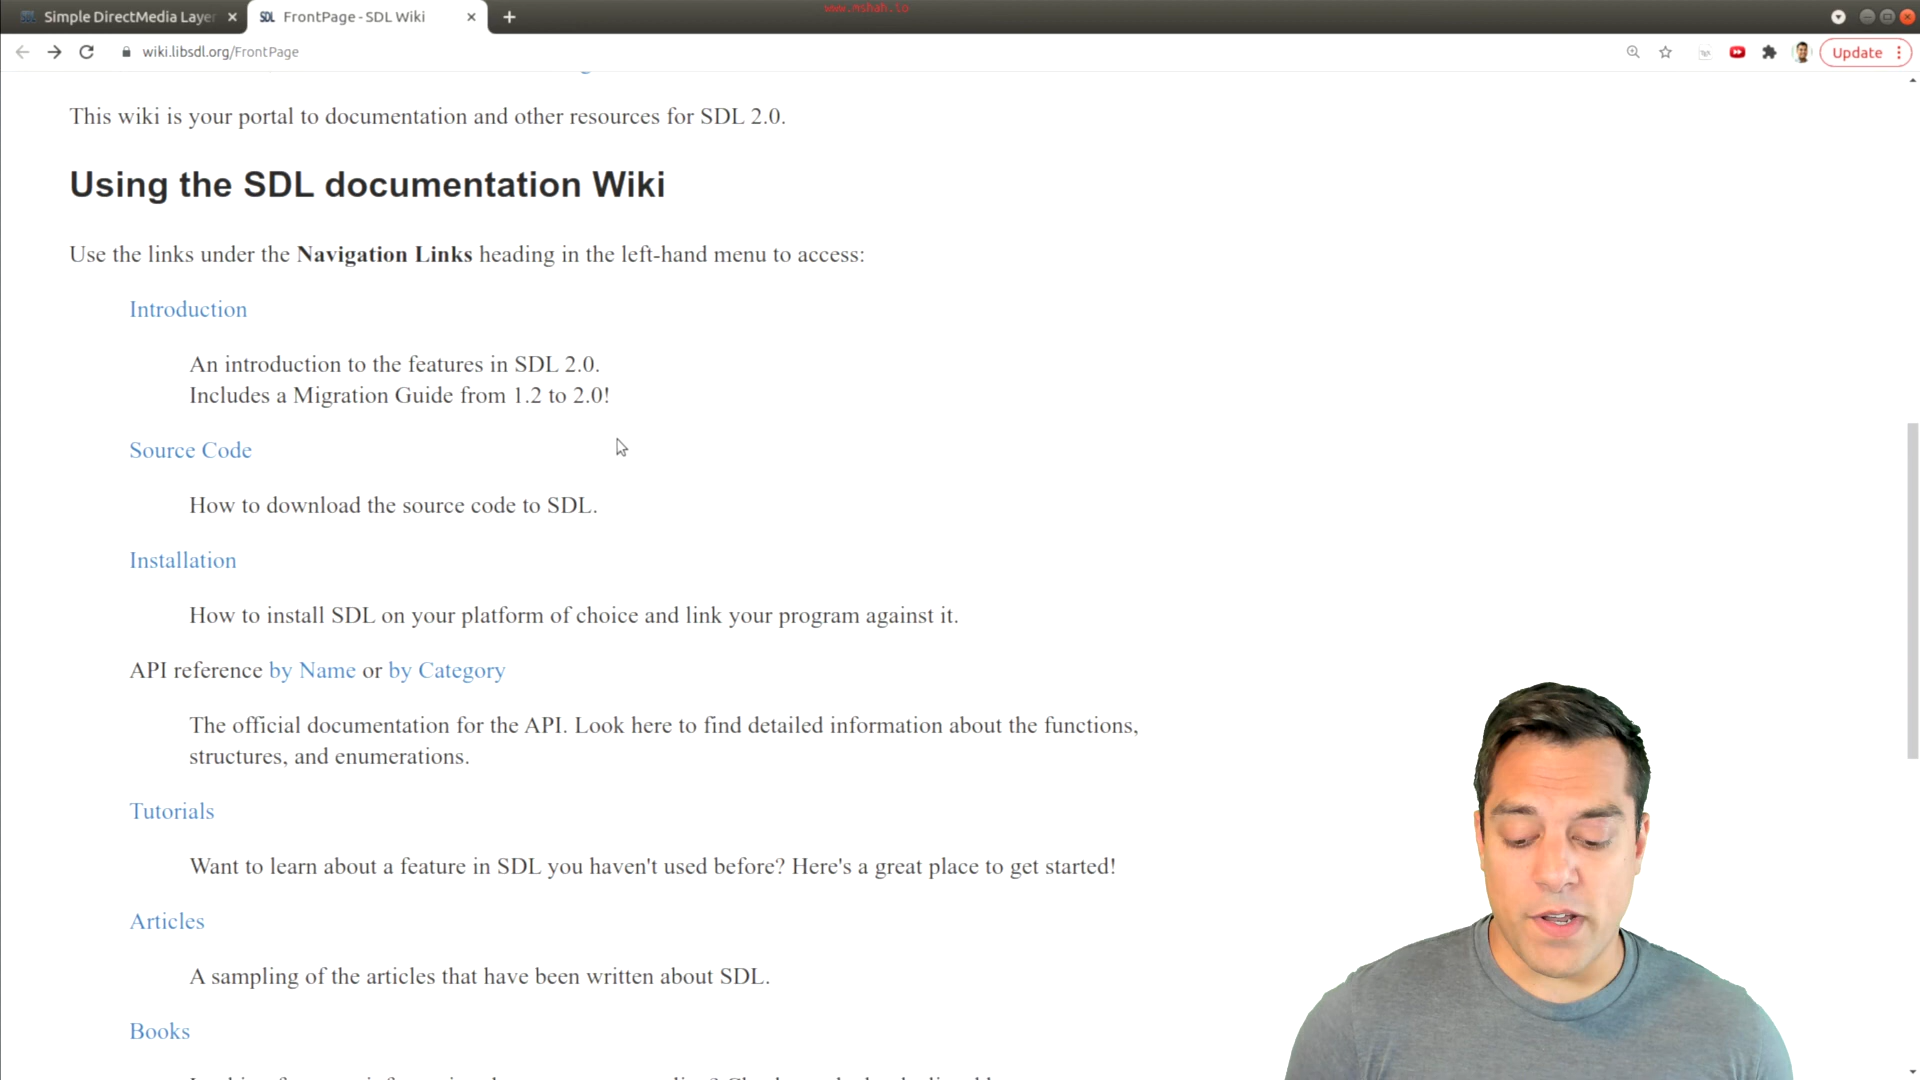 www.mshah.io
Simple DirectMedia Layer
SDL FrontPage - SDL Wiki
wiki.libsdl.org/FrontPage
Update
This wiki is your portal to documentation and other resources for SDL 2.0.
Using the SDL documentation Wiki
Use the links under the Navigation Links heading in the left-hand menu to access:
Introduction
An introduction to the features in SDL 2.0.
Includes a Migration Guide from 1.2 to 2.0!
Source Code
How to download the source code to SDL.
Installation
How to install SDL on your platform of choice and link your program against it.
API reference by Name or by Category
The official documentation for the API. Look here to find detailed information about the functions,
structures, and enumerations.
Tutorials
Want to learn about a feature in SDL you haven't used before? Here's a great place to get started!
Articles
A sampling of the articles that have been written about SDL.
Books